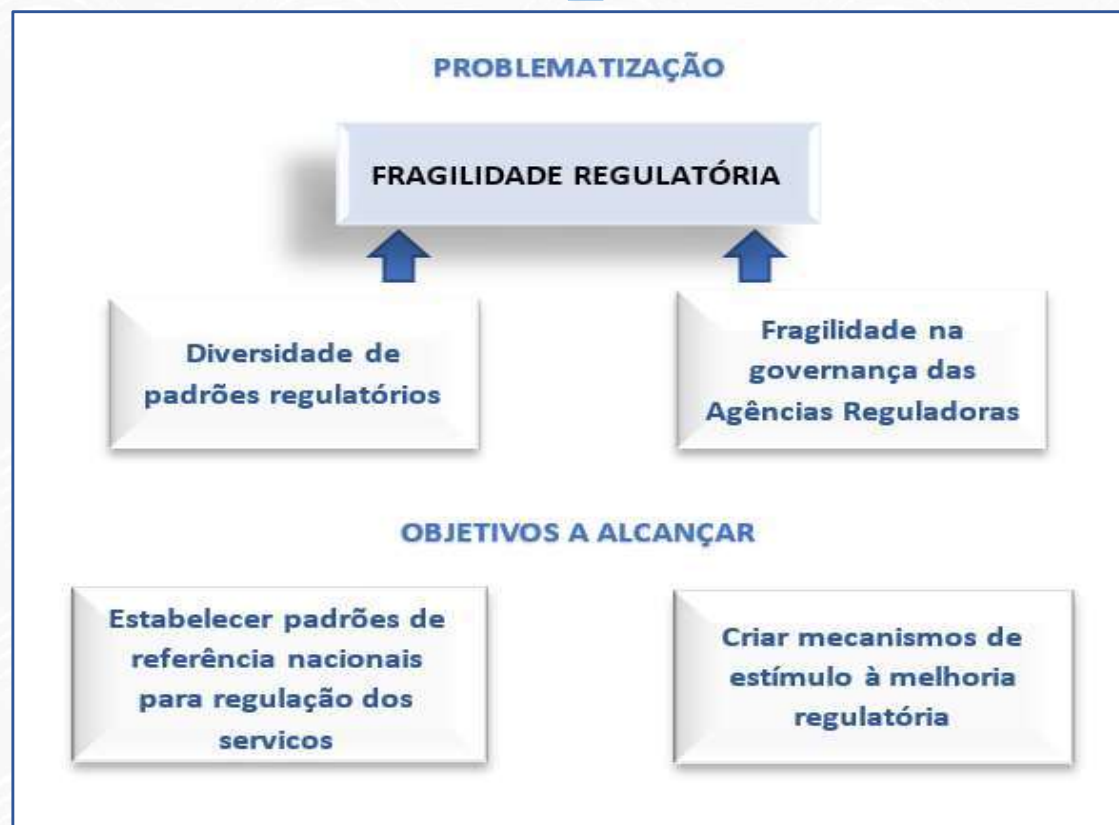 PROBLEMATIZAÇÃO
FRAGILIDADE REGULATÓRIA
Diversidade de
padrões regulatórios
Fragilidade na
governança das
Agências Reguladoras
OBJETIVOS A ALCANÇAR
Estabelecer padrões de
referência nacionais
para regulação dos
servicos
Criar mecanismos de
estímulo à melhoria
regulatória